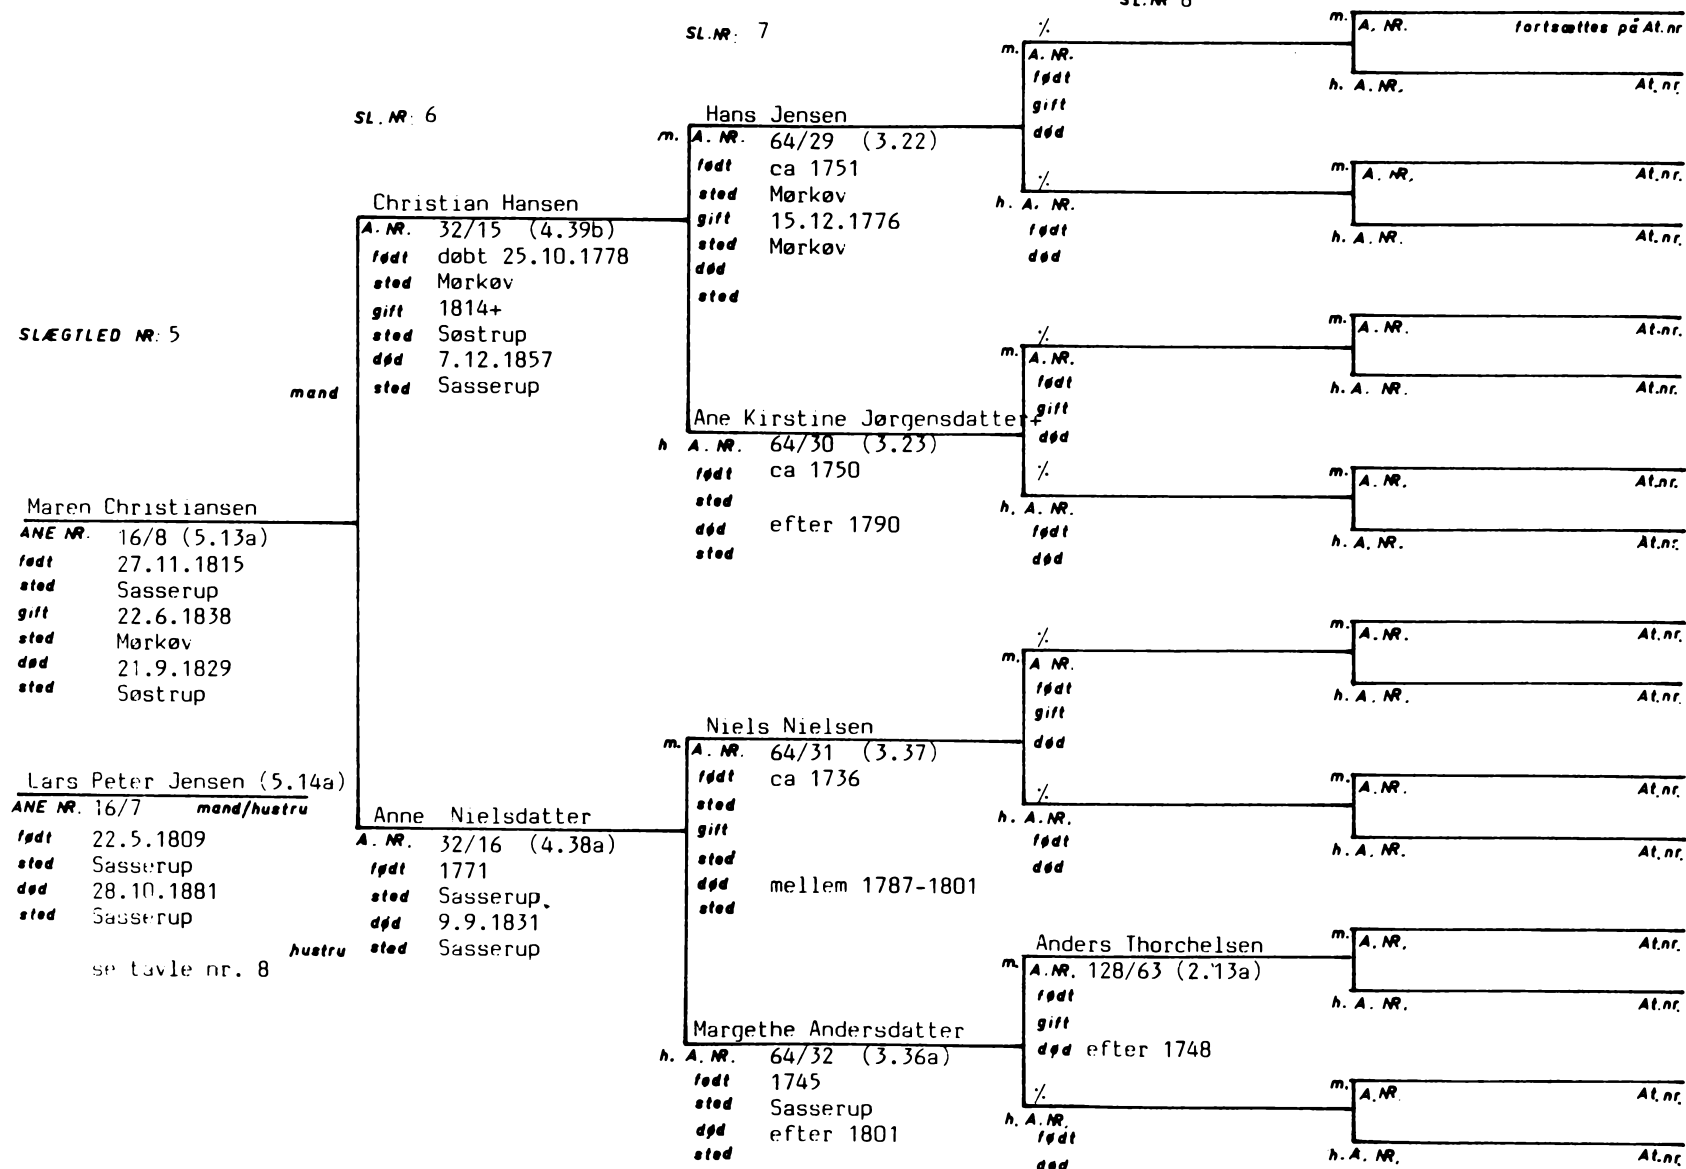 SLÆGTLED NR: 5
Maren Christiansen
ANE NR. 16/8 (5.13a)
født 27.11.1815
sted Sasserup
gift 22.6.1838
sted Mørkøv
død 21.9.1829
sted Søstrup
Lars Peter Jensen (5.14a)
ANE NR. 16/7 mand/hustru
født 22.5.1809
sted Sasserup
død 28.10.1881
sted Sasserup
se tavle nr. 8
SL. NR: 6
mand
Christian Hansen
A. NR. 32/15 (4.39b)
født døbt 25.10.1778
sted Mørkøv
gift 1814+
sted Søstrup
død 7.12.1857
sted Sasserup
hustru
Anne Nielsdatter
A. NR. 32/16 (4.38a)
født 1771
sted Sasserup.
død 9.9.1831
sted Sasserup
SL.NR: 7
Hans Jensen
m. A. NR. 64/29 (3.22)
født ca 1751
sted Mørkøv
gift 15.12.1776
sted Mørkøv
død
sted
Ane Kirstine Jørgensdatter+
h A. NR. 64/30 (3.23)
født ca 1750
sted
død efter 1790
sted
Niels Nielsen
m. A. NR. 64/31 (3.37)
født ca 1736
sted
gift
sted
død mellem 1787-1801
sted
Margethe Andersdatter
h. A. NR. 64/32 (3.36a)
født 1745
sted Sasserup
død efter 1801
sted
SL.NR 8
%
m. A. NR.
født
gift
død
%
h. A. NR.
født
død
%
m. A. NR.
født
gift
død
%
h. A. NR.
født
død
%
m. A NR.
født
gift
død
%
h. A. NR.
født
død
Anders Thorchelsen
m. A. NR. 128/63 (2.13a)
født
gift
død efter 1748
%
h. A. NR.
født
død
m. A. NR. fortsættes på At.nr
h. A. NR. At.nr.
m. A. NR. At.nr.
h. A. NR. At.nr.
m. A. NR. At.nr.
h. A. NR. At.nr.
m. A. NR. At.nr.
h. A. NR. At.nr.
m. A. NR. At.nr.
h. A. NR. At.nr.
m. A. NR. At.nr.
h. A. NR. At.nr.
m. A. NR. At.nr.
h. A. NR. At.nr.
m. A. NR. At.nr.
h. A. NR. At.nr.